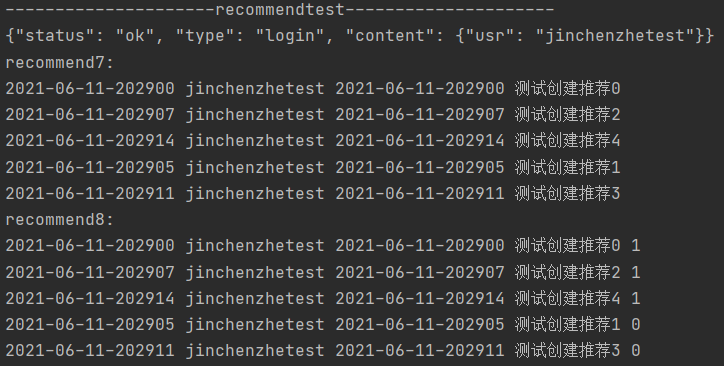 ---------------------recommendtest---------------------
{"status": "ok", "type": "login", "content": {"usr": "jinchenzhetest"}}
recommend7:
2021-06-11-202900 jinchenzhetest 2021-06-11-202900 测试创建推荐0
2021-06-11-202907 jinchenzhetest 2021-06-11-202907 测试创建推荐2
2021-06-11-202914 jinchenzhetest 2021-06-11-202914 测试创建推荐4
2021-06-11-202905 jinchenzhetest 2021-06-11-202905 测试创建推荐1
2021-06-11-202911 jinchenzhetest 2021-06-11-202911 测试创建推荐3
recommend8:
2021-06-11-202900 jinchenzhetest 2021-06-11-202900 测试创建推荐0 1
2021-06-11-202907 jinchenzhetest 2021-06-11-202907 测试创建推荐2 1
2021-06-11-202914 jinchenzhetest 2021-06-11-202914 测试创建推荐4 1
2021-06-11-202905 jinchenzhetest 2021-06-11-202905 测试创建推荐1 0
2021-06-11-202911 jinchenzhetest 2021-06-11-202911 测试创建推荐3 0